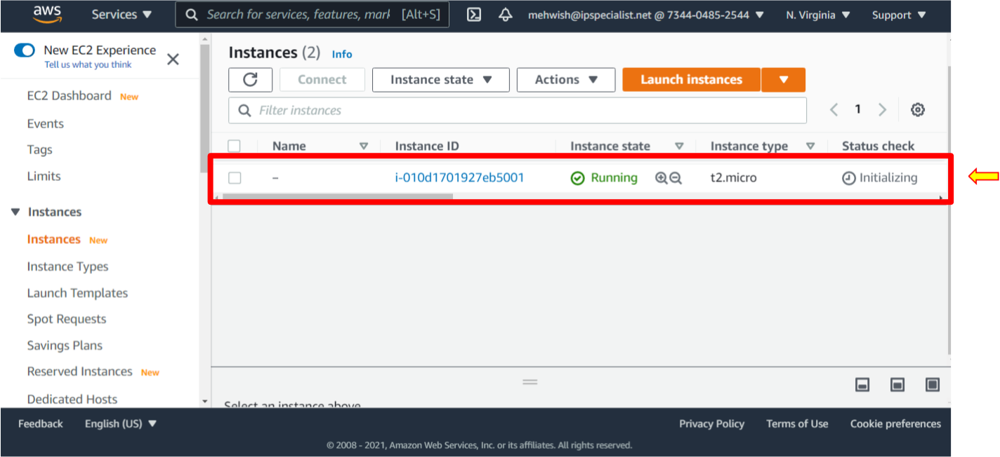 aws Services ▼ Search for services, features, mark [Alt+S] mehwish@ipspecialist.net @ 7344-0485-2544 ▼ N. Virginia ▼ Support ▼
New EC2 Experience
Tell us what you think
EC2 Dashboard New
Events
Tags
Limits
Instances
Instances New
Instance Types
Launch Templates
Spot Requests
Savings Plans
Reserved Instances New
Dedicated Hosts
Instances (2) Info
Connect Instance state ▼ Actions ▼ Launch instances ▼
Filter instances
1
Name Instance ID Instance state Instance type Status check
– i-010d1701927eb5001 Running t2.micro Initializing
Select an instance above
Feedback English (US) ▼ Privacy Policy Terms of Use Cookie preferences
© 2008 - 2021, Amazon Web Services, Inc. or its affiliates. All rights reserved.